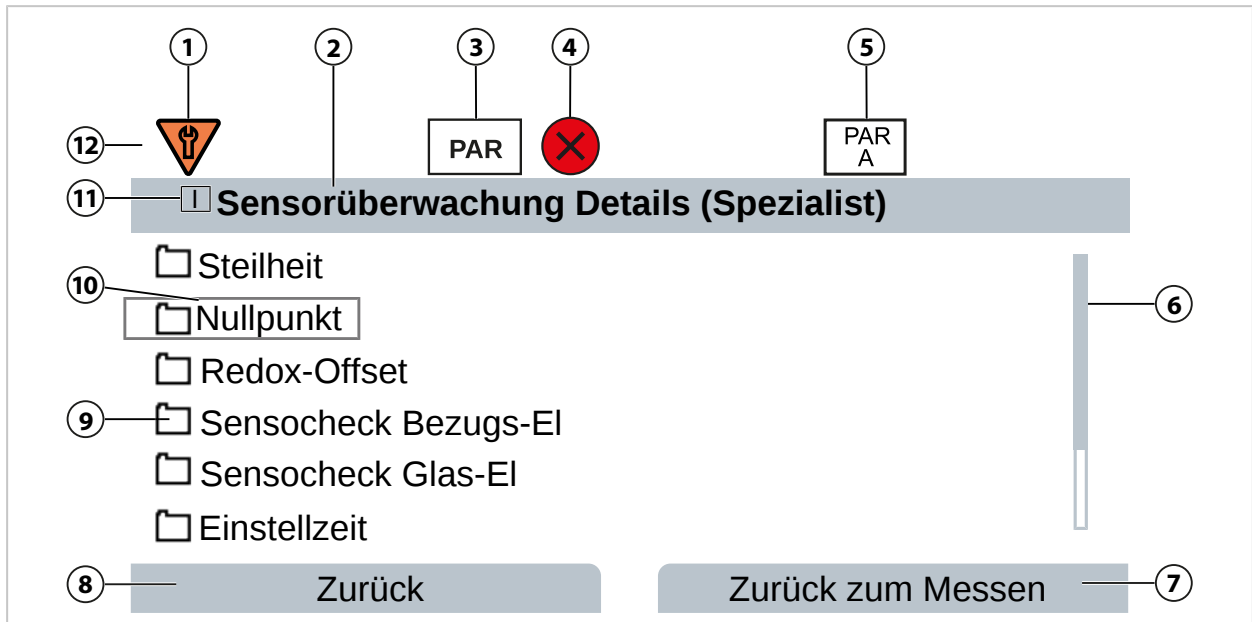 1 2 3 4 5
12 PAR PAR
A
11 I Sensorüberwachung Details (Spezialist)
Steilheit
10 6
Nullpunkt
Redox-Offset
9 Sensocheck Bezugs-El
Sensocheck Glas-El
Einstellzeit
8 Zurück Zurück zum Messen 7